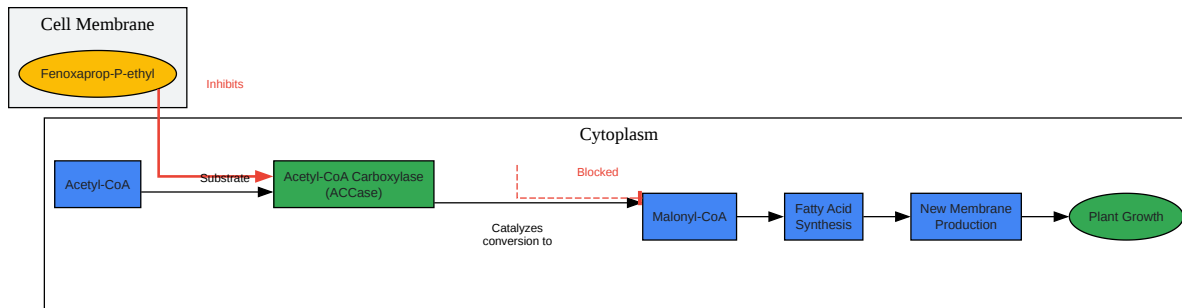 Cell Membrane
Fenoxaprop-P-ethyl
Inhibits
Cytoplasm
Acetyl-CoA
Substrate
Acetyl-CoA Carboxylase
(ACCase)
Blocked
Catalyzes
conversion to
Malonyl-CoA
Fatty Acid
Synthesis
New Membrane
Production
Plant Growth